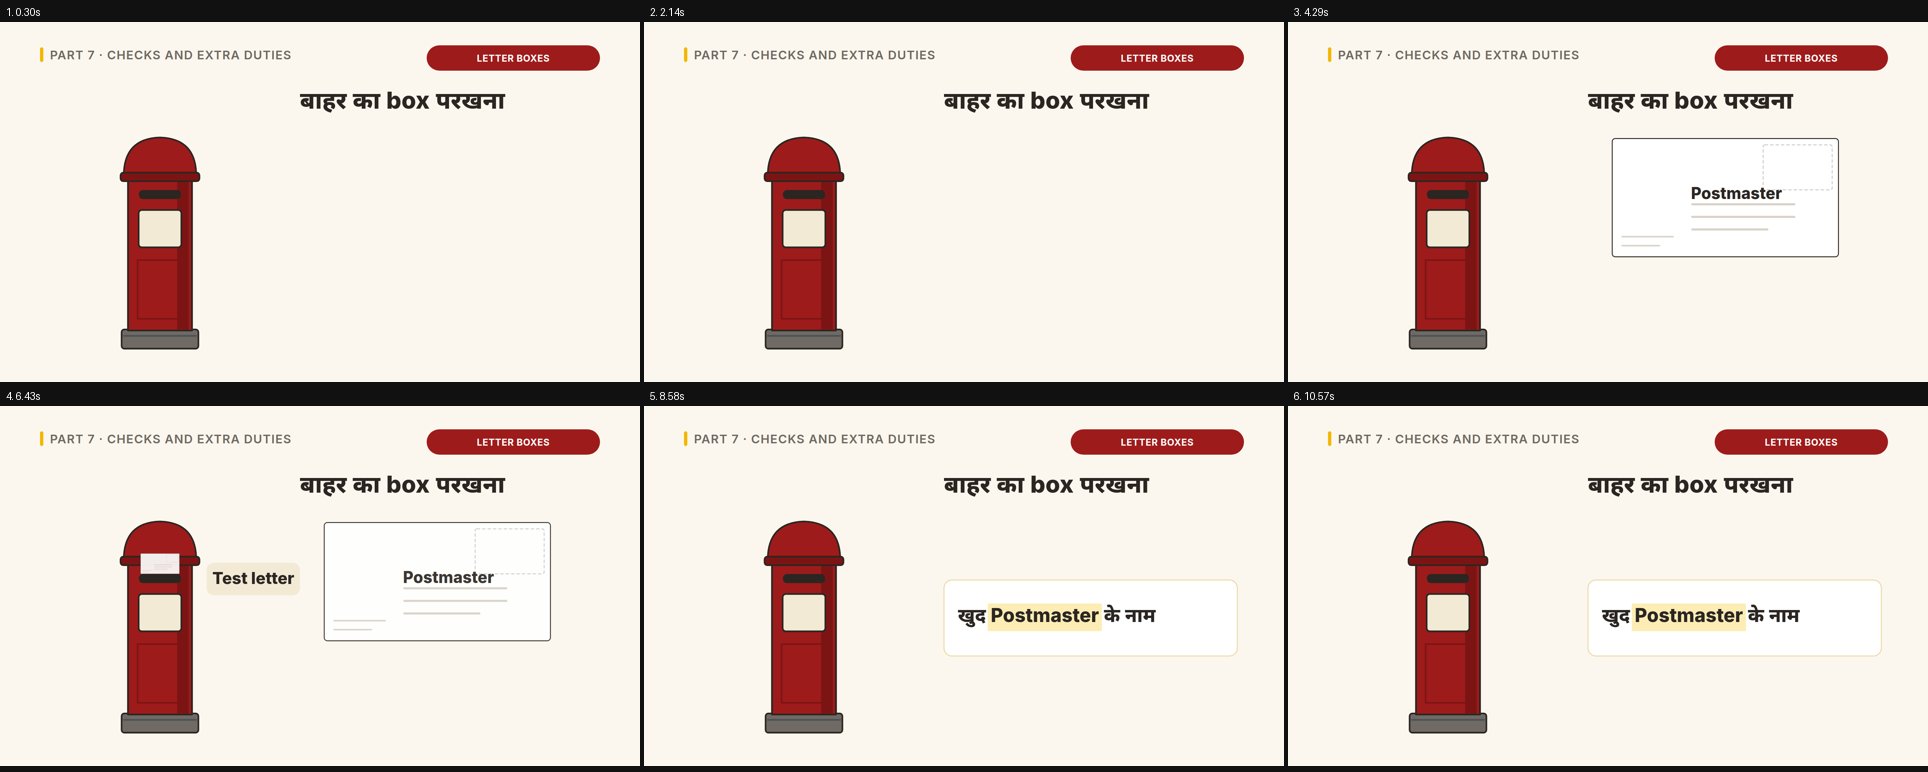 1. 0.30s
PART 7 · CHECKS AND EXTRA DUTIES
LETTER BOXES
बाहर का box परखना
2. 2.14s
PART 7 · CHECKS AND EXTRA DUTIES
LETTER BOXES
बाहर का box परखना
3. 4.29s
PART 7 · CHECKS AND EXTRA DUTIES
LETTER BOXES
बाहर का box परखना
Postmaster
4. 6.43s
PART 7 · CHECKS AND EXTRA DUTIES
LETTER BOXES
बाहर का box परखना
Test letter
Postmaster
5. 8.58s
PART 7 · CHECKS AND EXTRA DUTIES
LETTER BOXES
बाहर का box परखना
खुद Postmaster के नाम
6. 10.57s
PART 7 · CHECKS AND EXTRA DUTIES
LETTER BOXES
बाहर का box परखना
खुद Postmaster के नाम